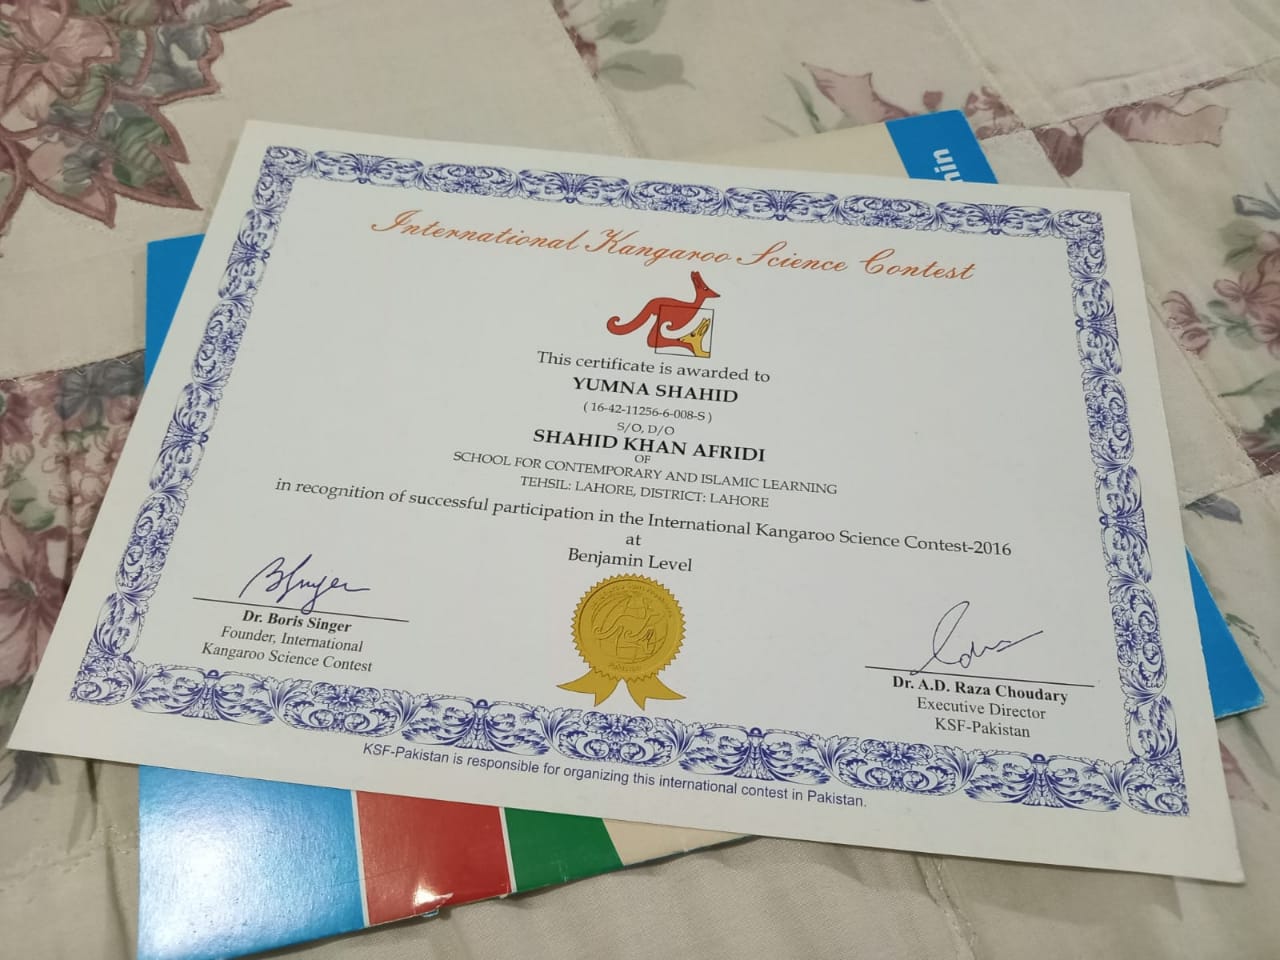 min
International Kangaroo Science Contest
This certificate is awarded to
YUMNA SHAHID
( 16-42-11256-6-008-S )
S/O, D/O
SHAHID KHAN AFRIDI
OF
SCHOOL FOR CONTEMPORARY AND ISLAMIC LEARNING
TEHSIL: LAHORE, DISTRICT: LAHORE
in recognition of successful participation in the International Kangaroo Science Contest-2016
at
Benjamin Level
Dr. Boris Singer
Founder, International
Kangaroo Science Contest
Dr. A.D. Raza Choudary
Executive Director
KSF-Pakistan
KSF-Pakistan is responsible for organizing this international contest in Pakistan.